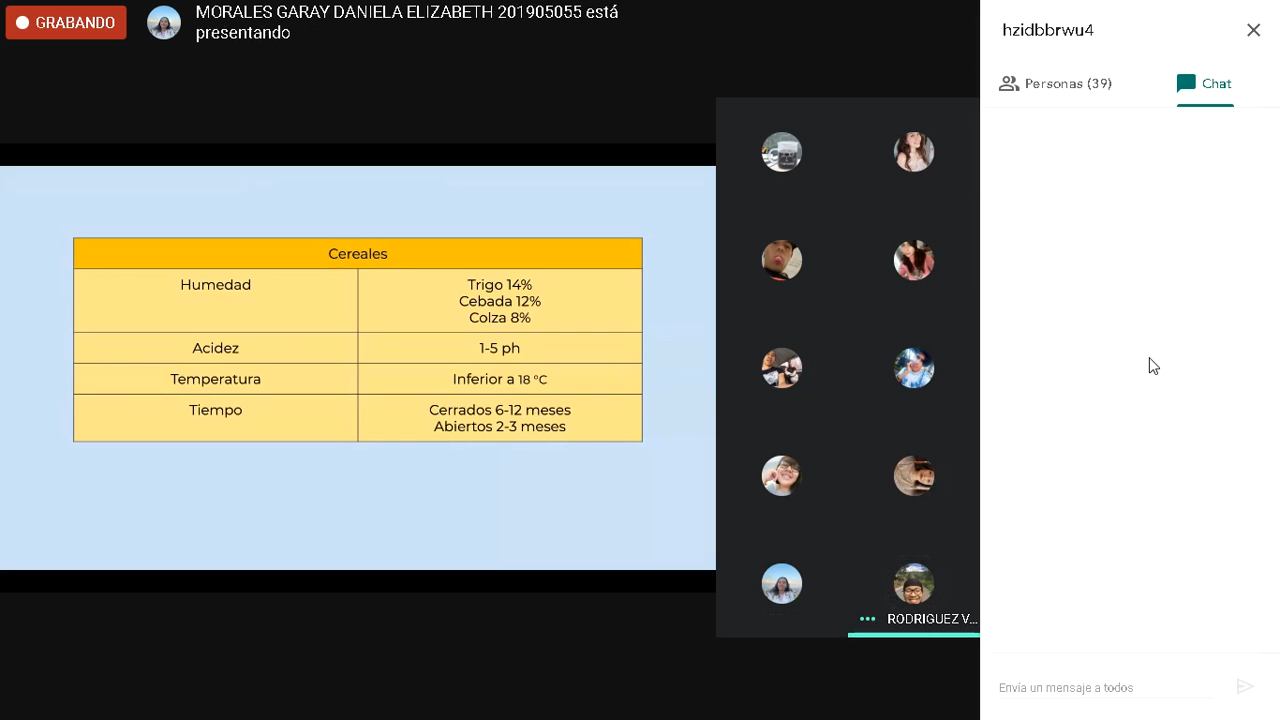 GRABANDO
MORALES GARAY DANIELA ELIZABETH 201905055 está
presentando
hzidbbrwu4
Personas (39)
Chat
Cereales
Humedad
Trigo 14%
Cebada 12%
Colza 8%
Acidez
1-5 ph
Temperatura
Inferior a 18 °C
Tiempo
Cerrados 6-12 meses
Abiertos 2-3 meses
RODRIGUEZ V...
Envía un mensaje a todos